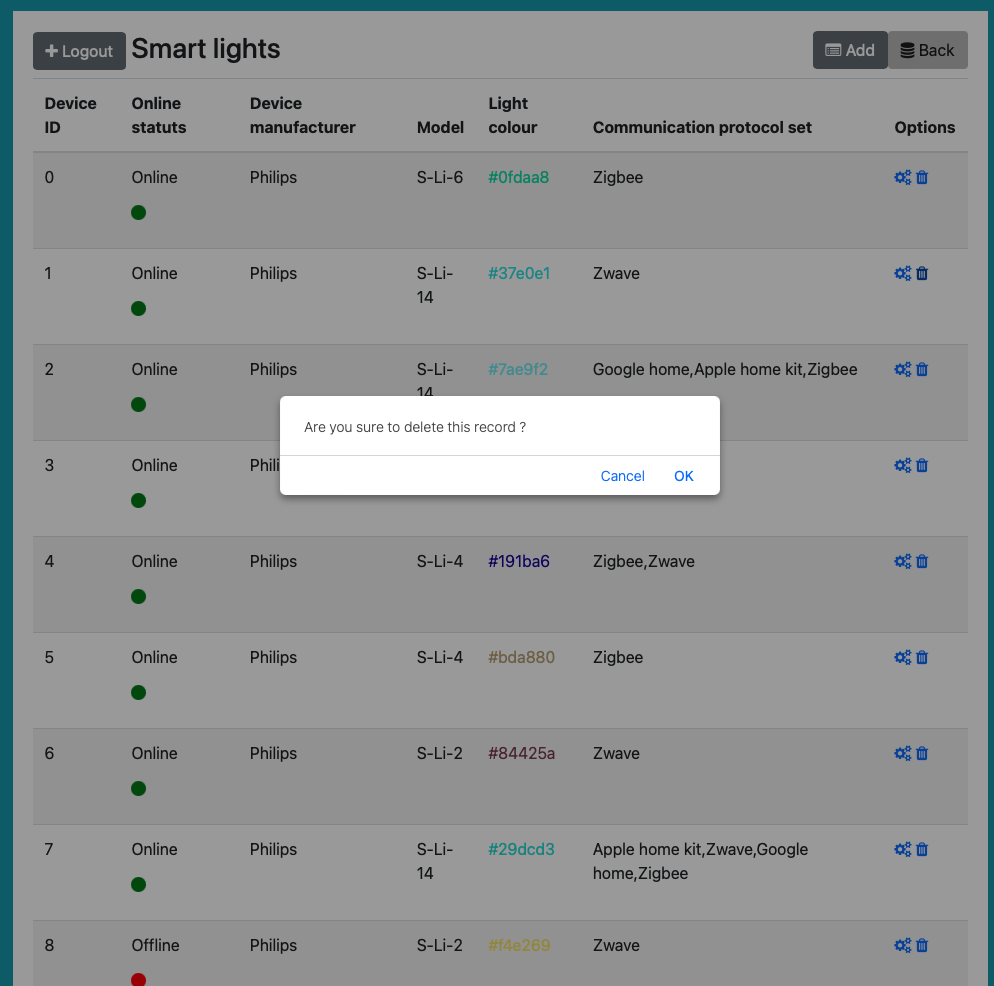 Logout Smart lights Add Back
Device ID Online statuts Device manufacturer Model Light colour Communication protocol set Options
0 Online Philips S-Li-6 #0fdaa8 Zigbee
1 Online Philips S-Li-14 #37e0e1 Zwave
2 Online Philips S-Li-14 #7ae9f2 Google home,Apple home kit,Zigbee
Are you sure to delete this record ?
3 Online
Cancel OK
4 Online Philips S-Li-4 #191ba6 Zigbee,Zwave
5 Online Philips S-Li-4 #bda880 Zigbee
6 Online Philips S-Li-2 #84425a Zwave
7 Online Philips S-Li-14 #29dcd3 Apple home kit,Zwave,Google home,Zigbee
8 Offline Philips S-Li-2 #f4e269 Zwave